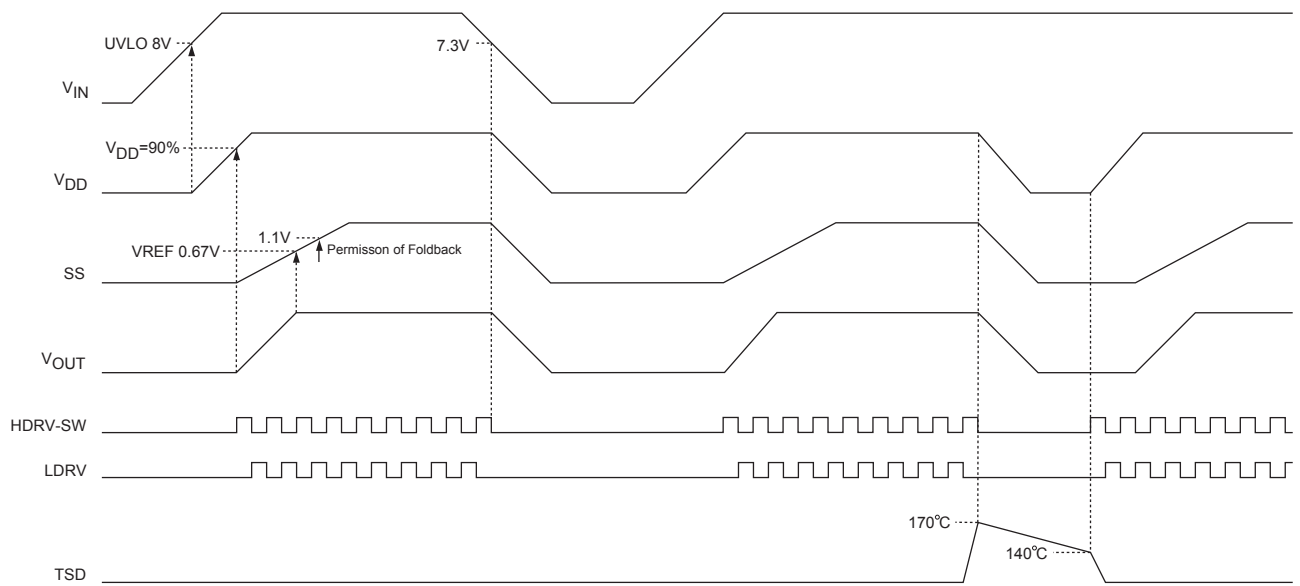 UVLO 8V
7.3V
VIN
VDD=90%
VDD
1.1V
VREF 0.67V
Permisson of Foldback
SS
VOUT
HDRV-SW
LDRV
170°C
140°C
TSD